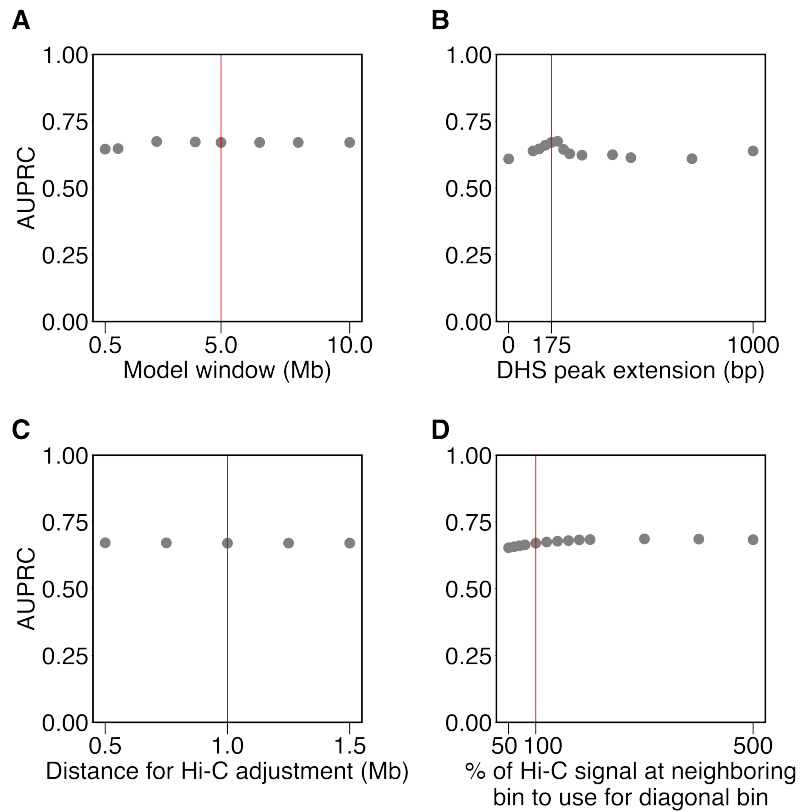 A
1.00
0.75
0.50
0.25
0.00
AUPRC
0.5 5.0 10.0
Model window (Mb)
B
1.00
0.75
0.50
0.25
0.00
0 175 1000
DHS peak extension (bp)
C
1.00
0.75
0.50
0.25
0.00
AUPRC
0.5 1.0 1.5
Distance for Hi-C adjustment (Mb)
D
1.00
0.75
0.50
0.25
0.00
50 100 500
% of Hi-C signal at neighboring
bin to use for diagonal bin